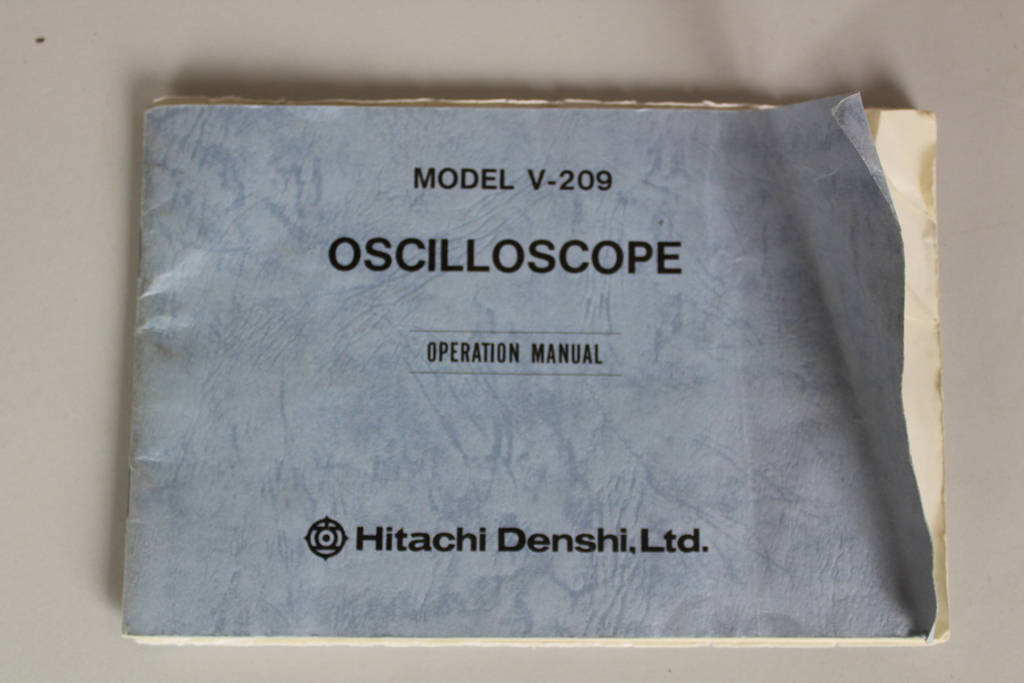 MODEL V-209
OSCILLOSCOPE
OPERATION MANUAL
Hitachi Denshi, Ltd.